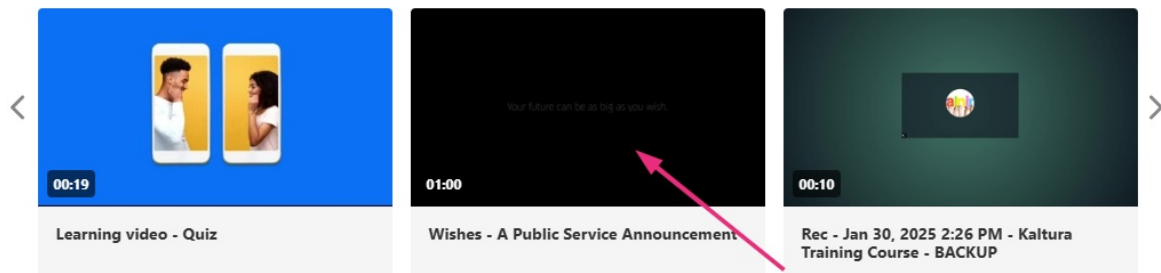 Your future can be as big as you wish.
00:19
01:00
00:10
Learning video - Quiz
Wishes - A Public Service Announcement
Rec - Jan 30, 2025 2:26 PM - Kaltura
Training Course - BACKUP